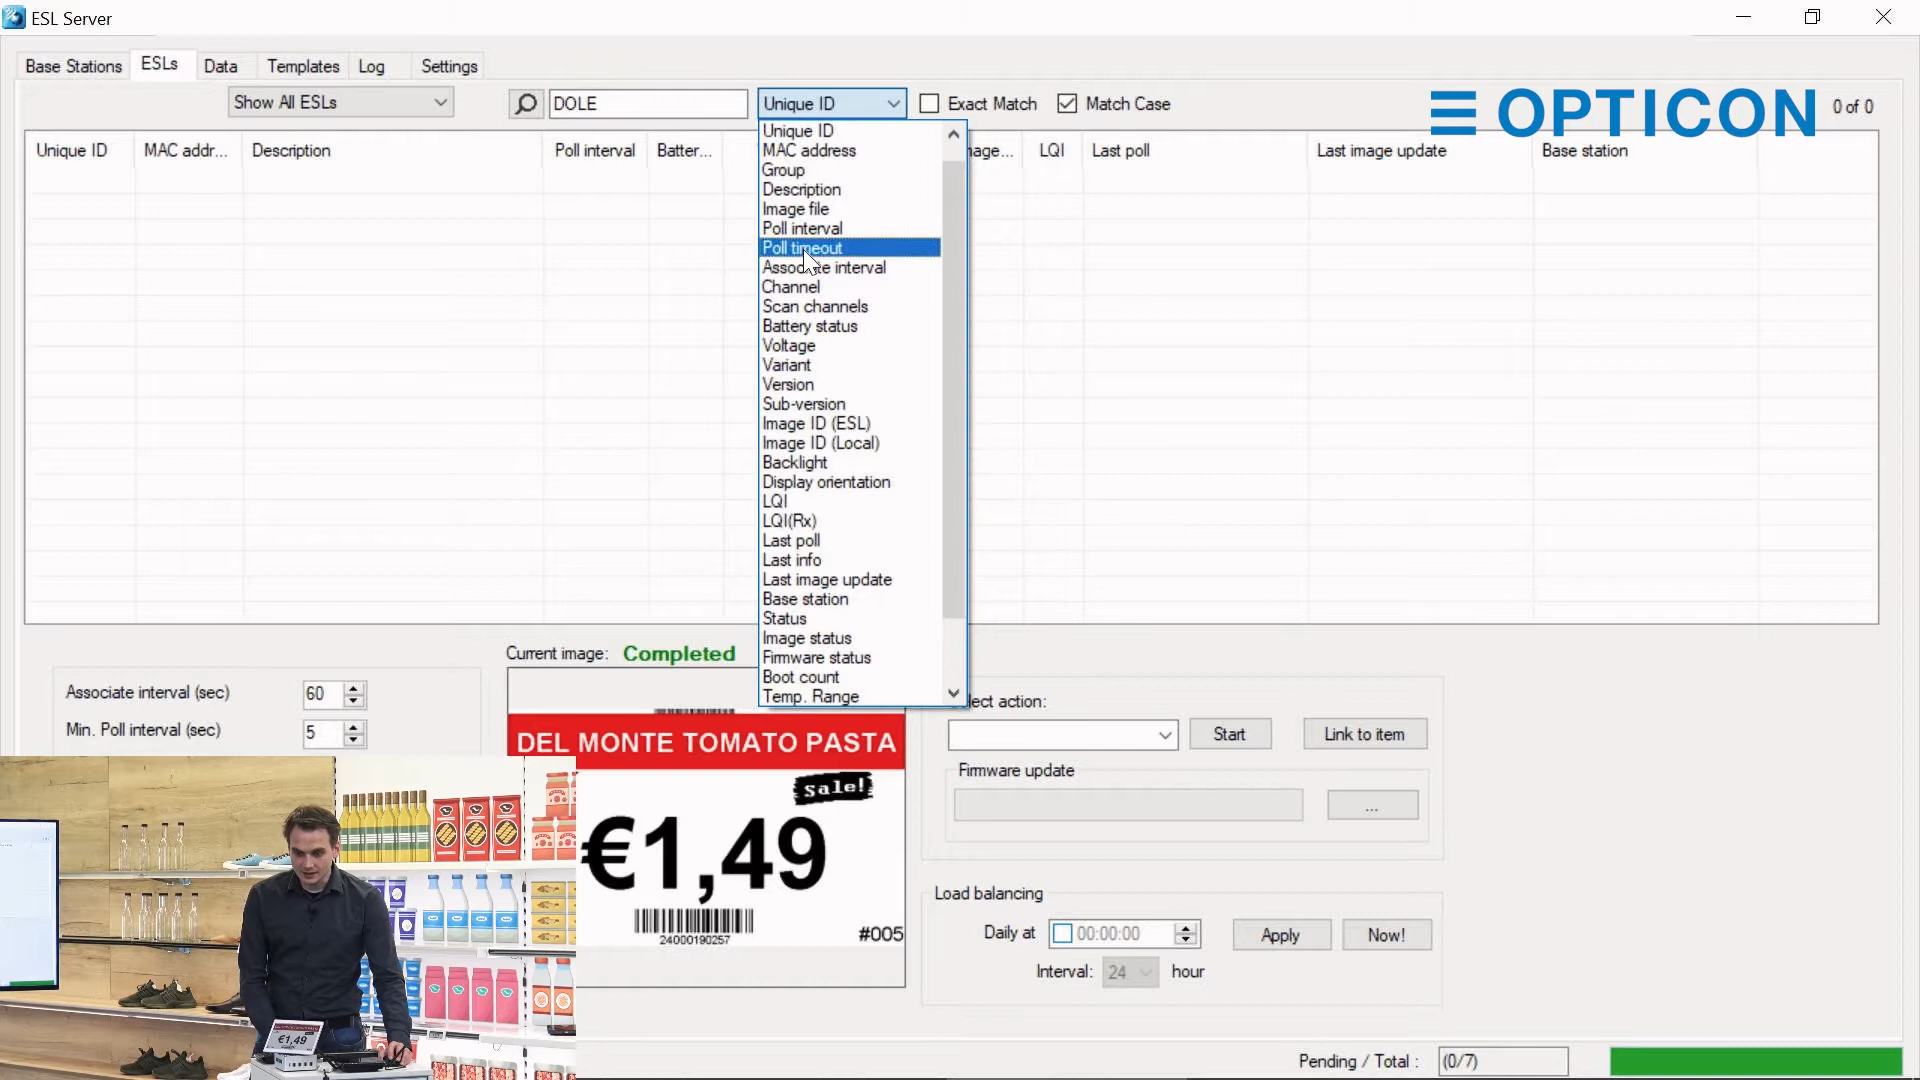 ESL Server
Base Stations ESLs Data Templates Log Settings
Show All ESLs DOLE Unique ID Exact Match Match Case
OPTICON 0 of 0
Unique ID MAC addr... Description Poll interval Batter... LQI Last poll Last image update Base station
Unique ID
MAC address
Group
Description
Image file
Poll interval
Poll timeout
Associate interval
Channel
Scan channels
Battery status
Voltage
Variant
Version
Sub-version
Image ID (ESL)
Image ID (Local)
Backlight
Display orientation
LQI
LQI(Rx)
Last poll
Last info
Last image update
Base station
Status
Image status
Firmware status
Boot count
Temp. Range
Associate interval (sec) 60
Min. Poll interval (sec) 5
Current image: Completed
DEL MONTE TOMATO PASTA
Sale!
€1,49
24000190257
#005
action:
Start Link to item
Firmware update
...
Load balancing
Daily at 00:00:00 Apply Now!
Interval: 24 hour
Pending / Total : (0/7)
€1,49